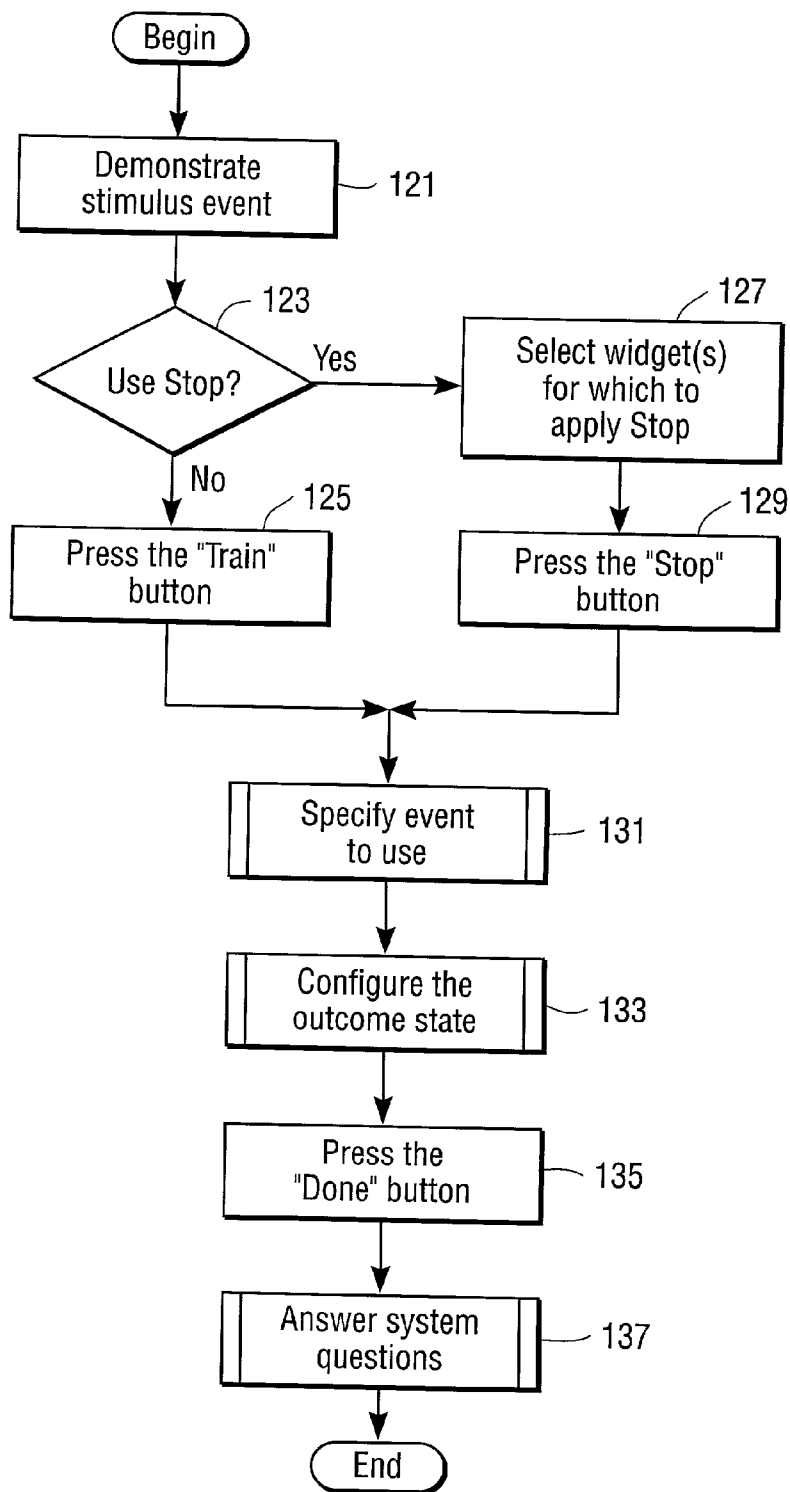 Begin
Demonstrate
stimulus event
121
123
Use Stop?
Yes
No
127
Select widget(s)
for which to
apply Stop
125
Press the "Train"
button
129
Press the "Stop"
button
Specify event
to use
131
Configure the
outcome state
133
Press the
"Done" button
135
Answer system
questions
137
End